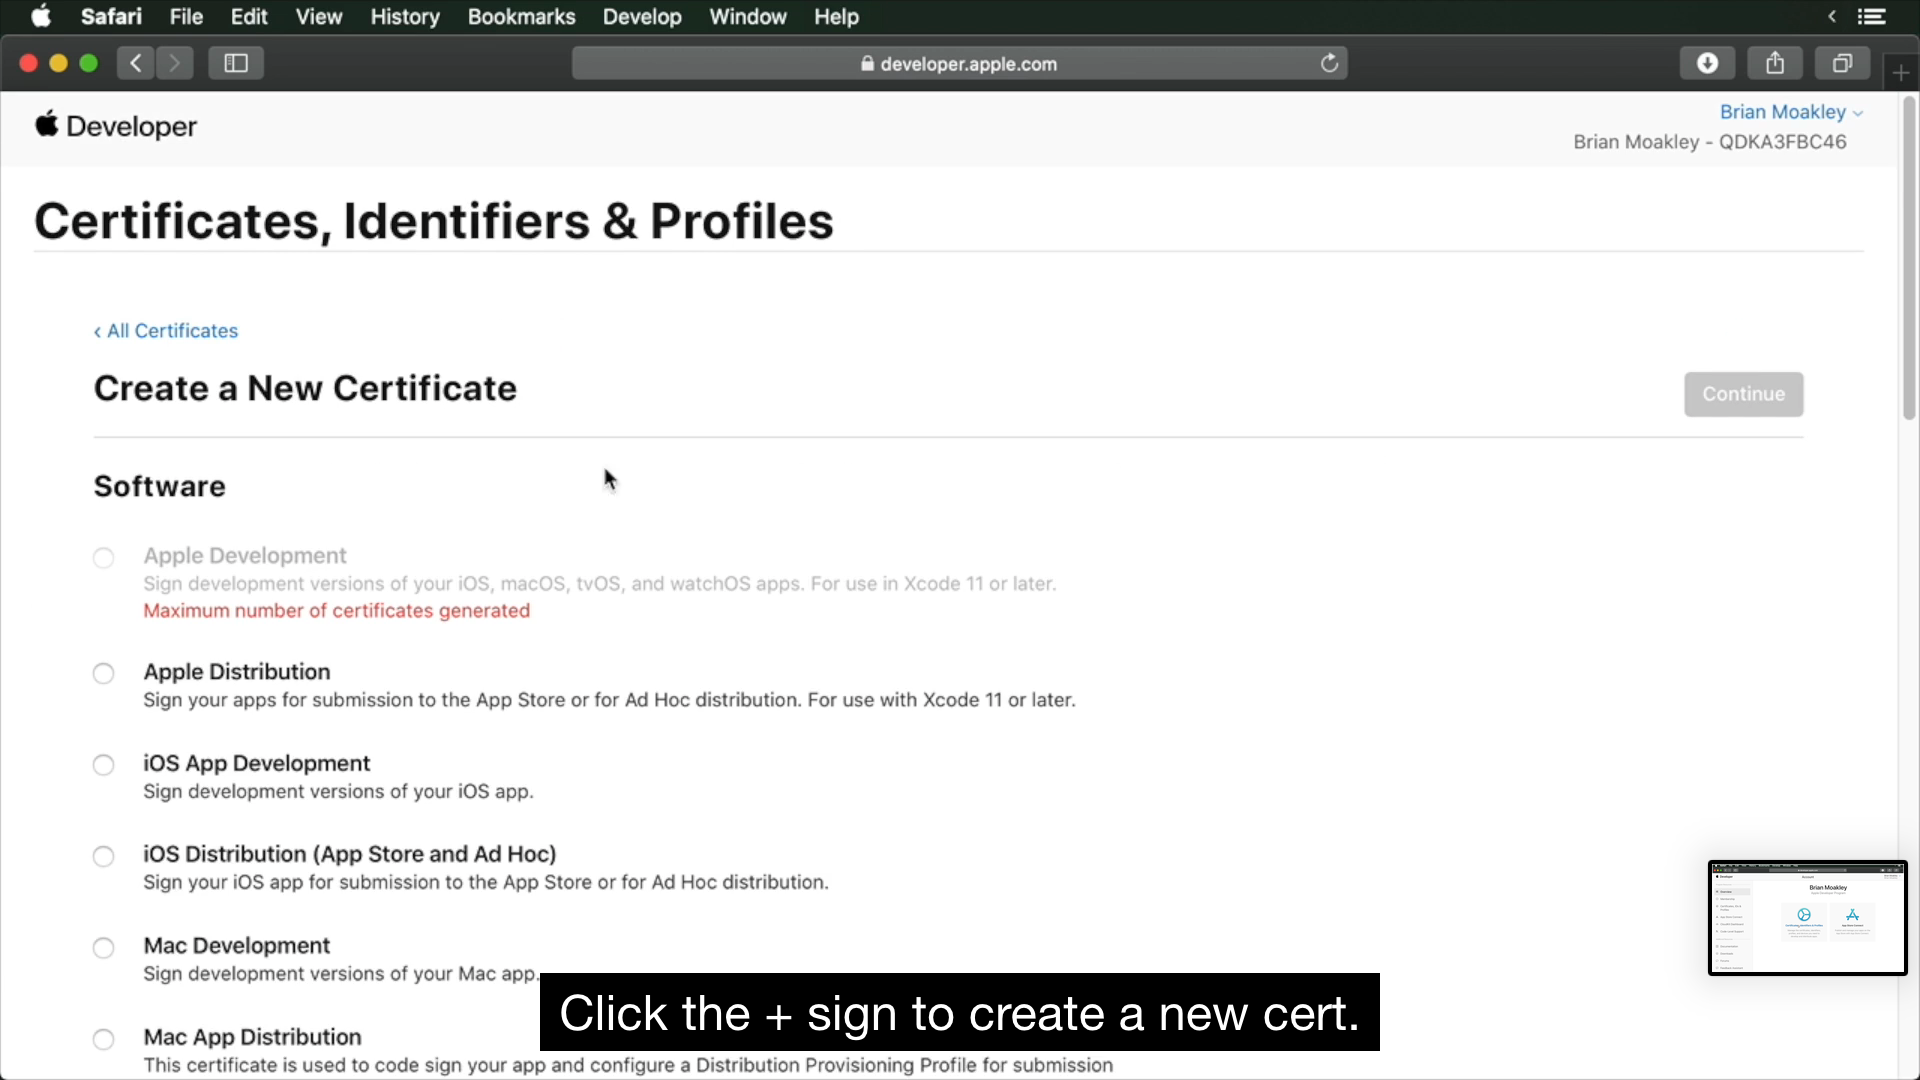 Safari File Edit View History Bookmarks Develop Window Help
developer.apple.com
Developer
Brian Moakley
Brian Moakley - QDKA3FBC46
Certificates, Identifiers & Profiles
‹ All Certificates
Create a New Certificate
Continue
Software
Apple Development
Sign development versions of your iOS, macOS, tvOS, and watchOS apps. For use in Xcode 11 or later.
Maximum number of certificates generated
Apple Distribution
Sign your apps for submission to the App Store or for Ad Hoc distribution. For use with Xcode 11 or later.
iOS App Development
Sign development versions of your iOS app.
iOS Distribution (App Store and Ad Hoc)
Sign your iOS app for submission to the App Store or for Ad Hoc distribution.
Mac Development
Sign development versions of your Mac app.
Mac App Distribution
This certificate is used to code sign your app and configure a Distribution Provisioning Profile for submission
Click the + sign to create a new cert.
Brian Moakley